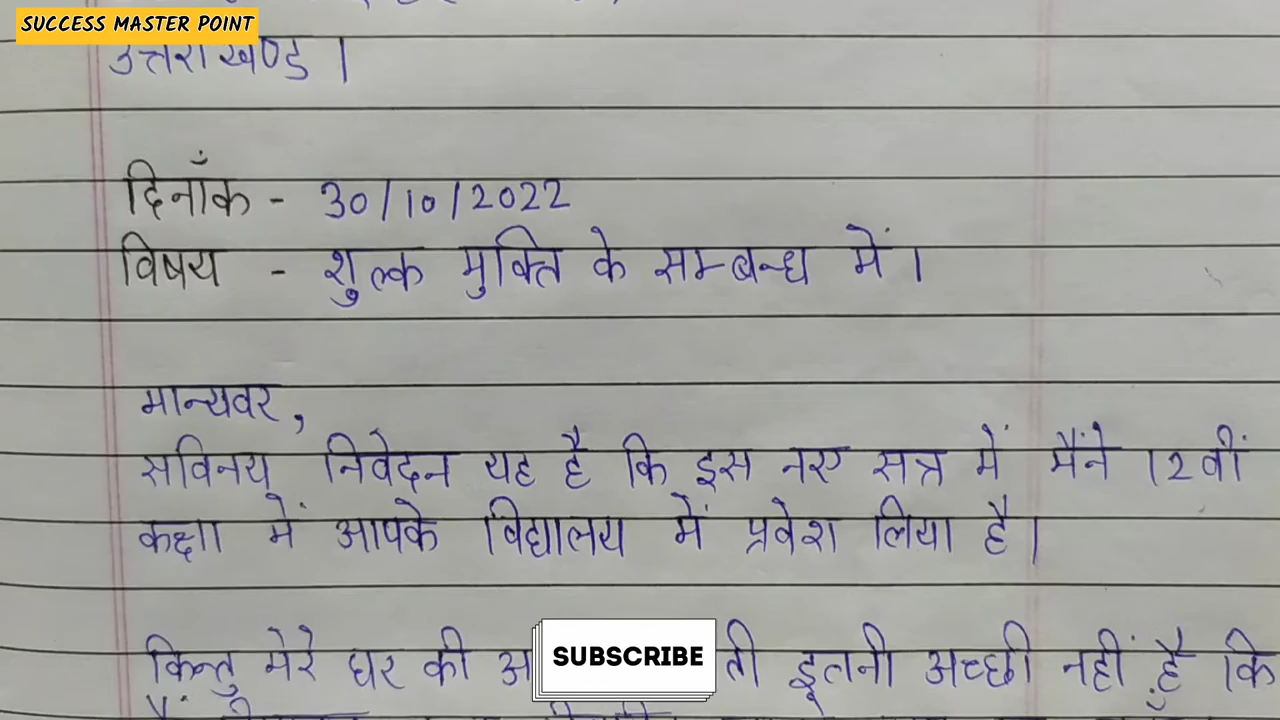 SUCCESS MASTER POINT
उत्तराखण्ड।
दिनाँक - 30/10/2022
विषय - शुल्क मुक्ति के सम्बन्ध में।
मान्यवर,
सविनय निवेदन यह है कि इस नए सत्र में मैंने 12वीं
कक्षा में आपके विद्यालय में प्रवेश लिया है।
किन्तु मेरे घर की इतनी अच्छी नहीं है कि
SUBSCRIBE